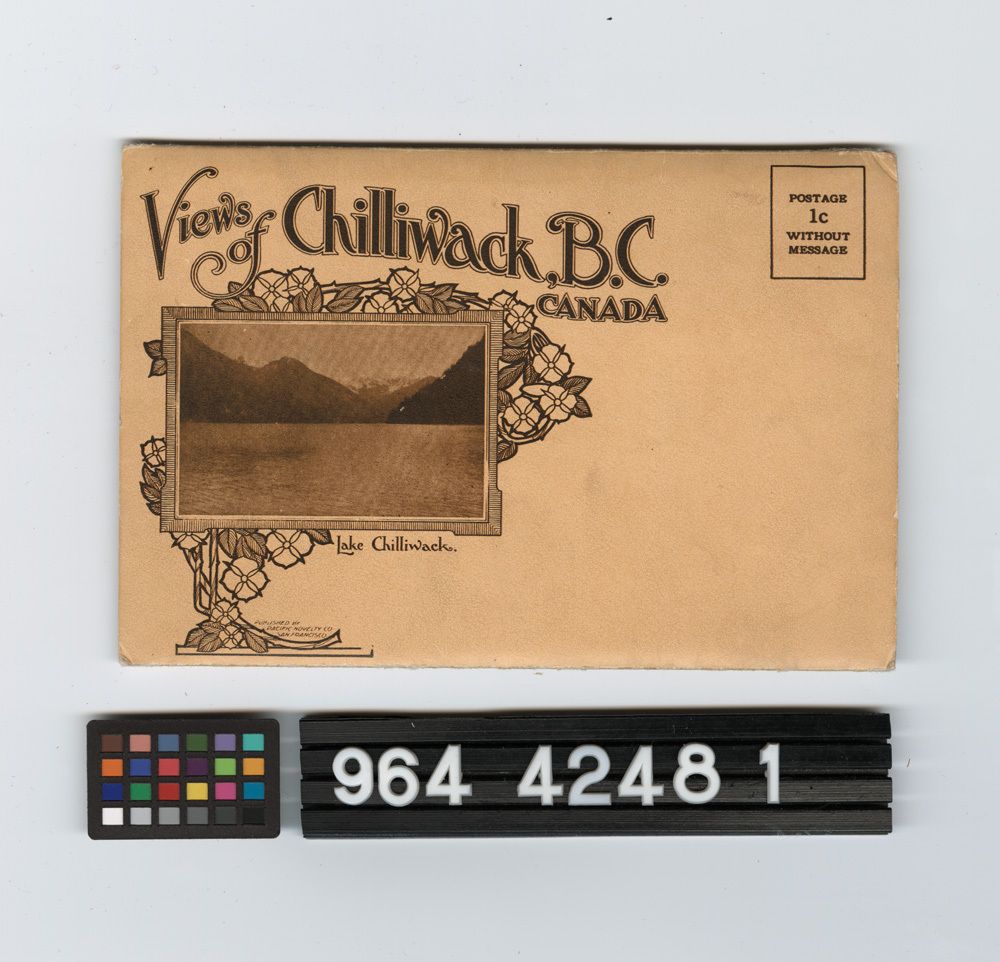 Views of Chilliwack, B.C.
CANADA
POSTAGE
1c
WITHOUT
MESSAGE
Lake Chilliwack.
PUBLISHED BY
PACIFIC NOVELTY CO
SAN FRANCISCO
964 4248 1